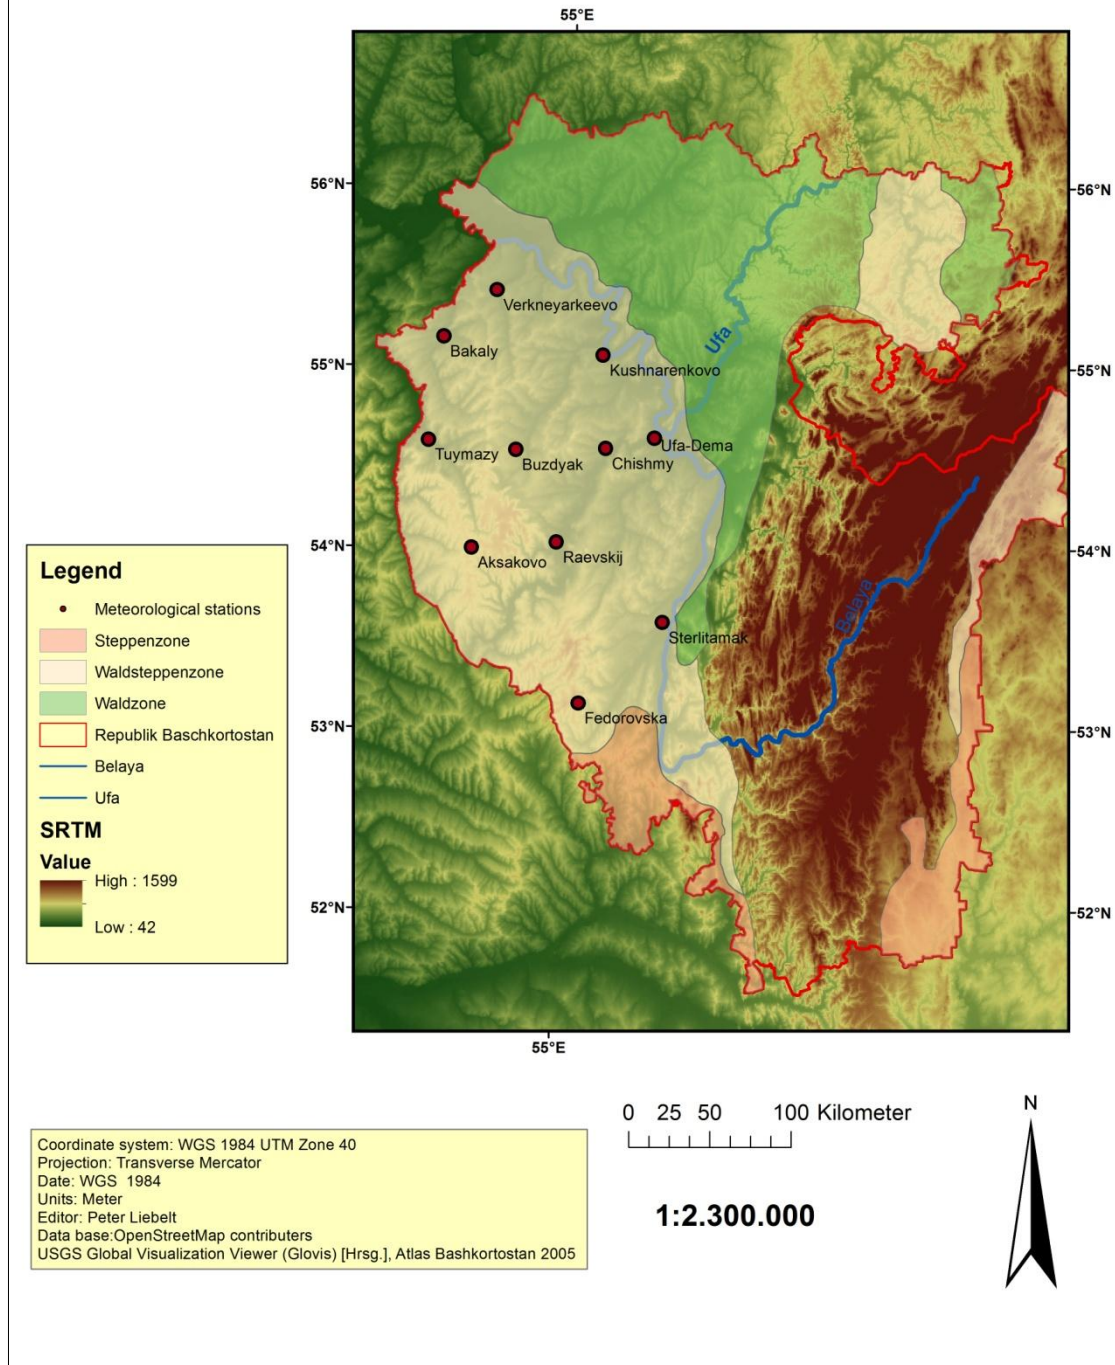 55°E
56°N
56°N
Verkneyarkeevo
Bakaly
Ufa
55°N
Kushnarenkovo
55°N
Ufa-Dema
Tuymazy
Buzdyak
Chishmy
54°N
Aksakovo
Raevskij
54°N
Belaya
Sterlitamak
Fedorovska
53°N
53°N
52°N
52°N
55°E
Legend
Meteorological stations
Steppenzone
Waldsteppenzone
Waldzone
Republik Baschkortostan
Belaya
Ufa
SRTM
Value
High : 1599
Low : 42
0 25 50 100 Kilometer
1:2.300.000
N
Coordinate system: WGS 1984 UTM Zone 40
Projection: Transverse Mercator
Date: WGS 1984
Units: Meter
Editor: Peter Liebelt
Data base:OpenStreetMap contributers
USGS Global Visualization Viewer (Glovis) [Hrsg.], Atlas Bashkortostan 2005